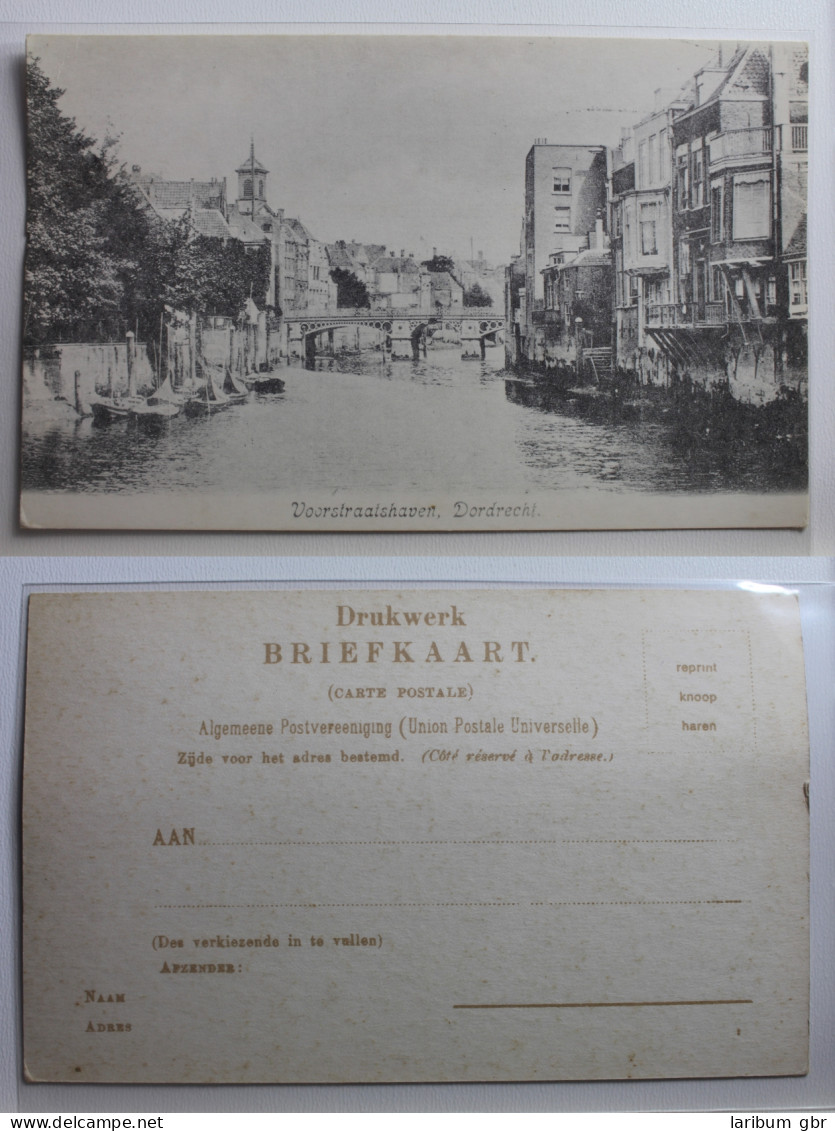 Voorstraatshaven, Dordrecht.
Drukwerk
BRIEFKAART.
(CARTE POSTALE)
Algemeene Postvereeniging (Union Postale Universelle)
Zijde voor het adres bestemd. (Côté réservé à l'adresse.)
reprint
knoop
haren
AAN
(Des verkiezende in te vullen)
AFZENDER:
NAAM
ADRES
delcampe.net
laribum gbr